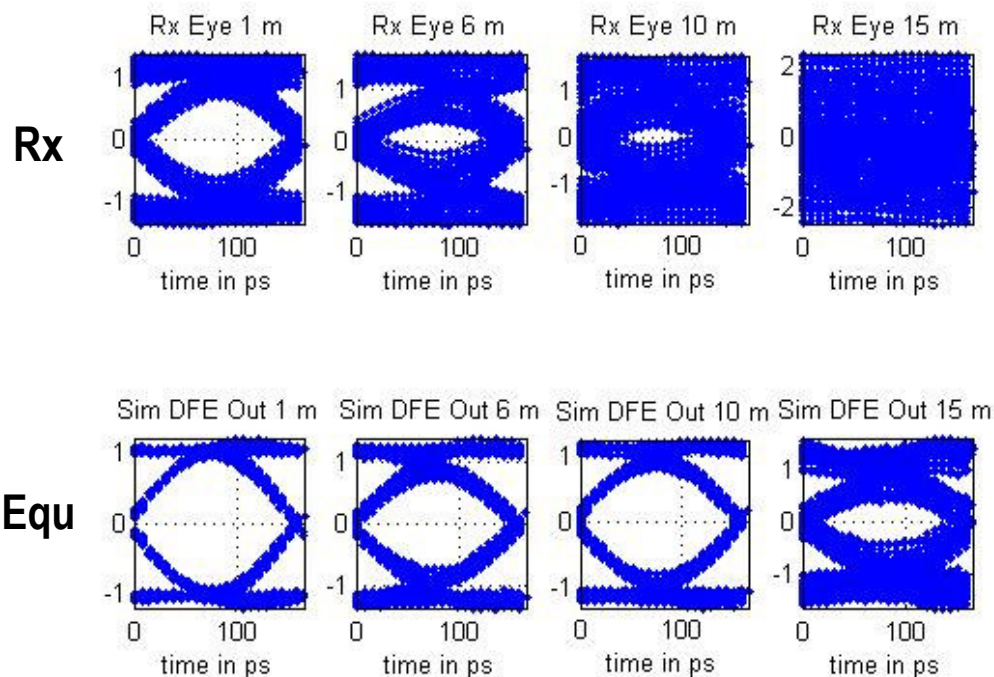 Rx Eye 1 m Rx Eye 6 m Rx Eye 10 m Rx Eye 15 m
1 1 1 2
Rx 0 0 0 0
-1 -1 -1 -2
0 100 0 100 0 100 0 100
time in ps time in ps time in ps time in ps
Sim DFE Out 1 m Sim DFE Out 6 m Sim DFE Out 10 m Sim DFE Out 15 m
1 1 1 1
Equ 0 0 0 0
-1 -1 -1 -1
0 100 0 100 0 100 0 100
time in ps time in ps time in ps time in ps